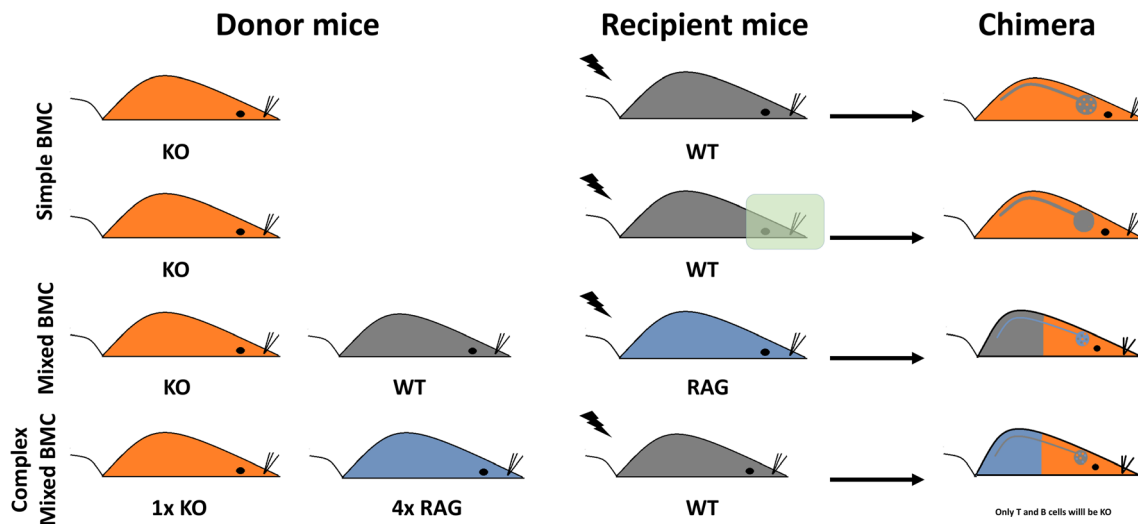 Donor mice
Recipient mice
Chimera
Simple BMC
KO
WT
KO
WT
Mixed BMC
KO
WT
RAG
Complex
Mixed BMC
1x KO
4x RAG
WT
Only T and B cells willl be KO